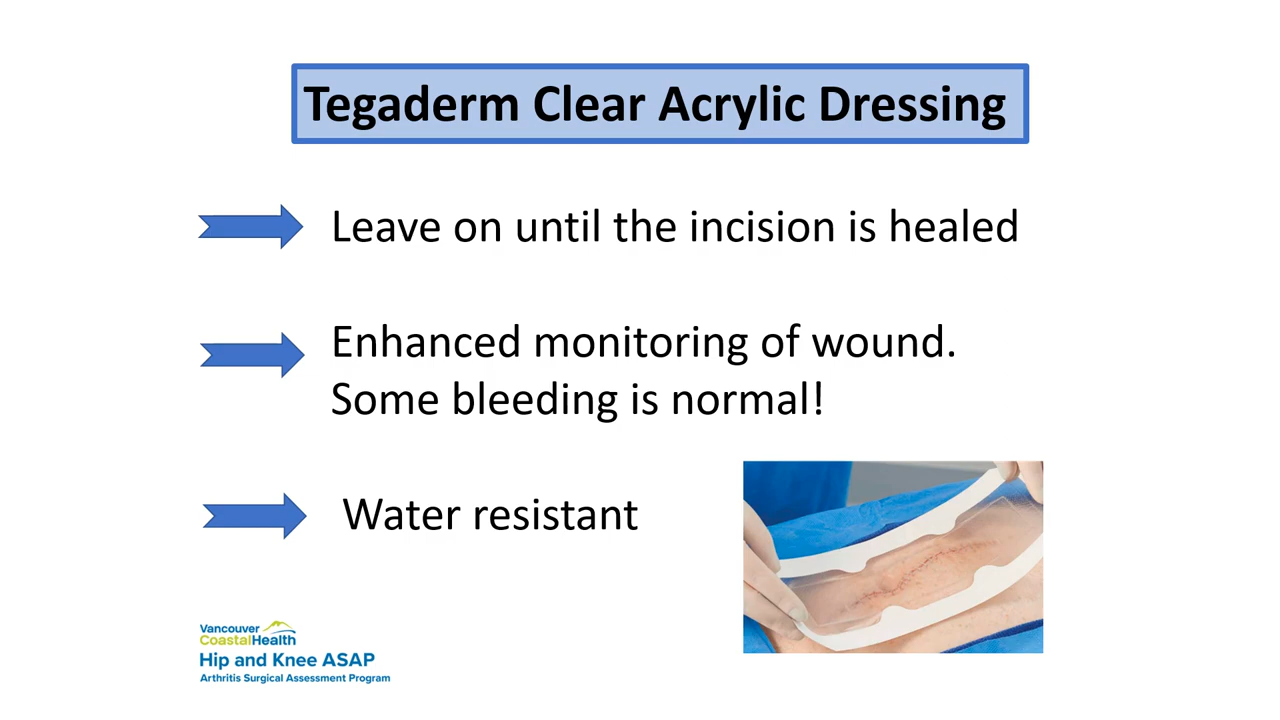 Tegaderm Clear Acrylic Dressing
Leave on until the incision is healed
Enhanced monitoring of wound.
Some bleeding is normal!
Water resistant
Vancouver
CoastalHealth
Hip and Knee ASAP
Arthritis Surgical Assessment Program